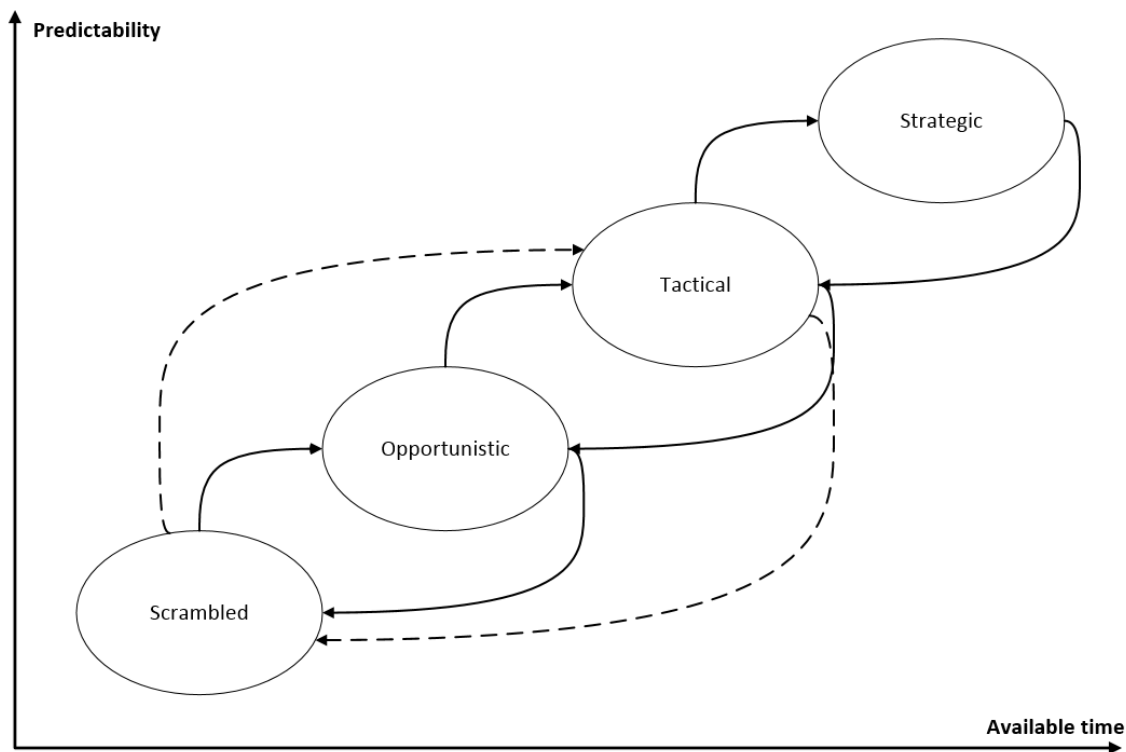 Predictability
Strategic
Tactical
Opportunistic
Scrambled
Available time